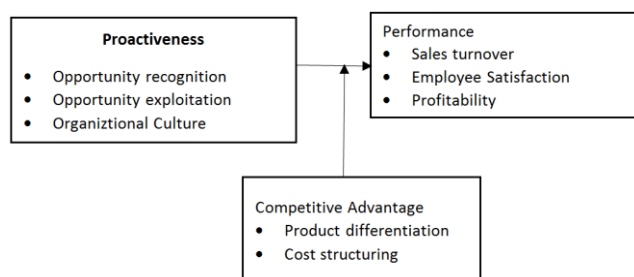 Proactiveness
• Opportunity recognition
• Opportunity exploitation
• Organiztional Culture
Performance
• Sales turnover
• Employee Satisfaction
• Profitability
Competitive Advantage
• Product differentiation
• Cost structuring